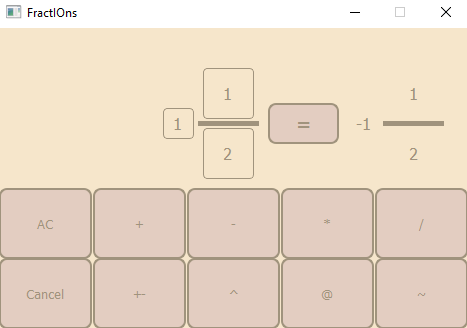 FractIOns
1 1/2 = -1 1/2
AC + - * /
Cancel +- ^ @ ~